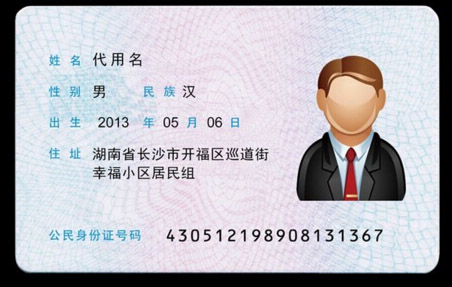 姓 名 代用名
性 别 男 民 族 汉
出 生 2013 年 05 月 06 日
住 址 湖南省长沙市开福区巡道街
幸福小区居民组
公民身份证号码 430512198908131367